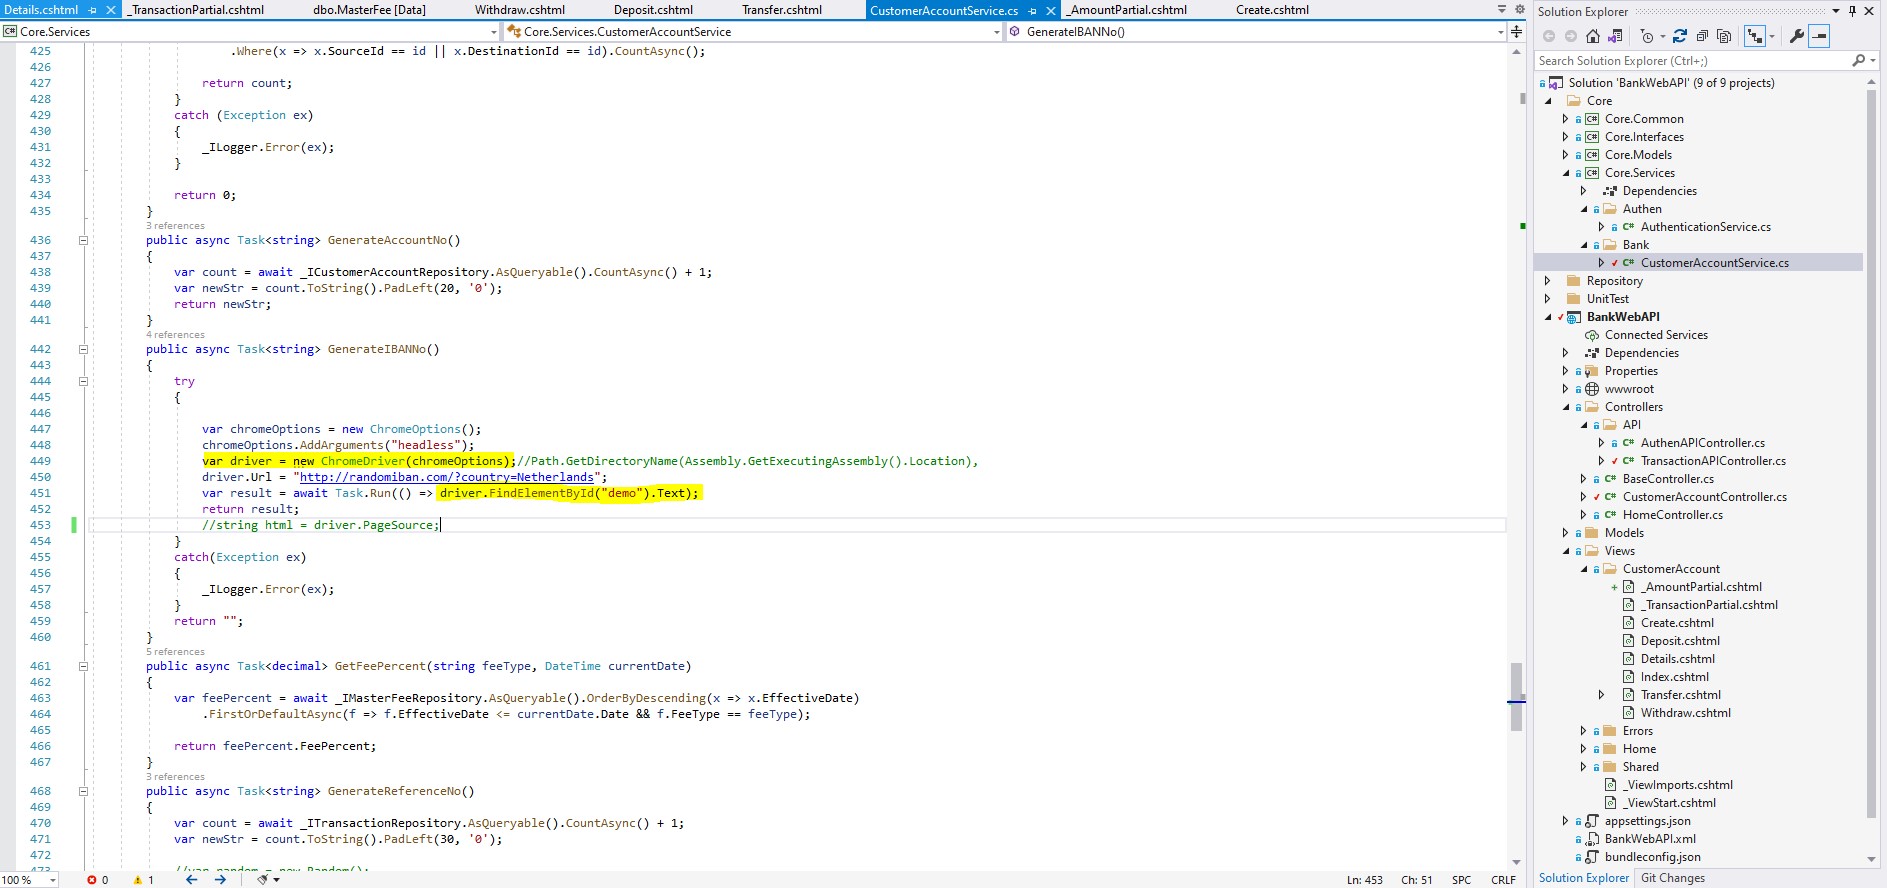 Details.cshtml _TransactionPartial.cshtml dbo.MasterFee [Data] Withdraw.cshtml Deposit.cshtml Transfer.cshtml CustomerAccountService.cs _AmountPartial.cshtml Create.cshtml
Core.Services Core.Services.CustomerAccountService GenerateIBANNo()
425 .Where(x => x.SourceId == id || x.DestinationId == id).CountAsync();
426
427 return count;
428 }
429 catch (Exception ex)
430 {
431 _ILogger.Error(ex);
432 }
433
434 return 0;
435 }
3 references
436 public async Task<string> GenerateAccountNo()
437 {
438 var count = await _ICustomerAccountRepository.AsQueryable().CountAsync() + 1;
439 var newStr = count.ToString().PadLeft(20, '0');
440 return newStr;
441 }
4 references
442 public async Task<string> GenerateIBANNo()
443 {
444 try
445 {
446
447 var chromeOptions = new ChromeOptions();
448 chromeOptions.AddArguments("headless");
449 var driver = new ChromeDriver(chromeOptions);//Path.GetDirectoryName(Assembly.GetExecutingAssembly().Location),
450 driver.Url = "http://randomiban.com/?country=Netherlands";
451 var result = await Task.Run(() => driver.FindElementById("demo").Text);
452 return result;
453 //string html = driver.PageSource;
454 }
455 catch(Exception ex)
456 {
457 _ILogger.Error(ex);
458 }
459 return "";
460 }
5 references
461 public async Task<decimal> GetFeePercent(string feeType, DateTime currentDate)
462 {
463 var feePercent = await _IMasterFeeRepository.AsQueryable().OrderByDescending(x => x.EffectiveDate)
464 .FirstOrDefaultAsync(f => f.EffectiveDate <= currentDate.Date && f.FeeType == feeType);
465
466 return feePercent.FeePercent;
467 }
3 references
468 public async Task<string> GenerateReferenceNo()
469 {
470 var count = await _ITransactionRepository.AsQueryable().CountAsync() + 1;
471 var newStr = count.ToString().PadLeft(30, '0');
472
473 //var random = new Random();
100 % 0 1 Ln: 453 Ch: 51 SPC CRLF
Solution Explorer
Search Solution Explorer (Ctrl+;)
Solution 'BankWebAPI' (9 of 9 projects)
Core
C# Core.Common
C# Core.Interfaces
C# Core.Models
C# Core.Services
Dependencies
Authen
C# AuthenticationService.cs
Bank
C# CustomerAccountService.cs
Repository
UnitTest
BankWebAPI
Connected Services
Dependencies
Properties
wwwroot
Controllers
API
C# AuthenAPIController.cs
C# TransactionAPIController.cs
C# BaseController.cs
C# CustomerAccountController.cs
C# HomeController.cs
Models
Views
CustomerAccount
_AmountPartial.cshtml
_TransactionPartial.cshtml
Create.cshtml
Deposit.cshtml
Details.cshtml
Index.cshtml
Transfer.cshtml
Withdraw.cshtml
Errors
Home
Shared
_ViewImports.cshtml
_ViewStart.cshtml
appsettings.json
BankWebAPI.xml
bundleconfig.json
Solution Explorer Git Changes